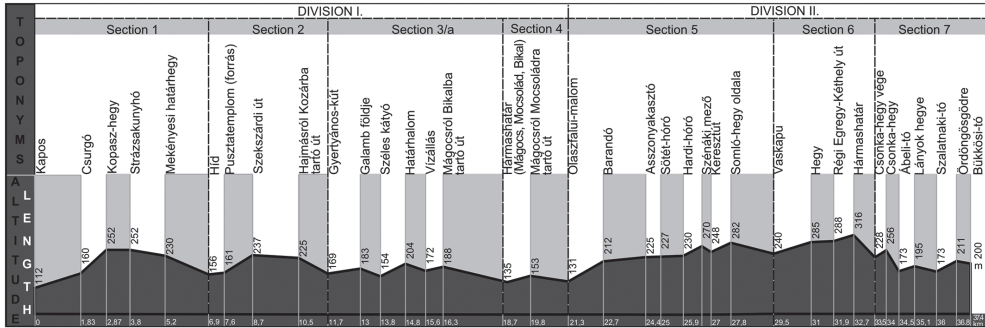 DIVISION I. DIVISION II.
Section 1 Section 2 Section 3/a Section 4 Section 5 Section 6 Section 7
TOPONYMS
Kapos
Csurgó
Kopasz-hegy
Strázsakunyhó
Mekényesi határhegy
Híd
Pusztatemplom (forrás)
Szekszárdi út
Hajmásról Kozárba
tartó út
Gyertyános-kút
Galamb földje
Széles kátyó
Határhalom
Vízállás
Mágocsról Bikalba
tartó út
Hármashatár
(Mágocs, Mocsolád, Bikal)
Mágocsról Mocsoládra
tartó út
Olasztalui-malom
Barandó
Asszonyakasztó
Sötét-hóró
Hardi-hóró
Szénáki mező
Keresztút
Somló-hegy oldala
Vaskapu
Hegy
Régi Egregy-Kéthely út
Hármashatár
Csonka-hegy vége
Csonka-hegy
Ábeli-tó
Lányok hegye
Szalatnaki-tó
Ördöngösgödre
Bükkösi-tó
ALTITUDE
112 160 252 252 230 156 161 237 225 169 183 154 204 172 188 135 153 131 212 225 227 230 270 248 282 240 285 288 316 228 256 173 195 173 211 200
m
LENGTH
0 1,83 2,87 3,8 5,2 6,9 7,6 8,7 10,5 11,7 13 13,8 14,8 15,6 16,3 18,7 19,8 21,3 22,7 24,4 25 25,9 27 27,8 29,5 31 31,9 32,7 33,5 34 34,5 35,1 36 36,8
km